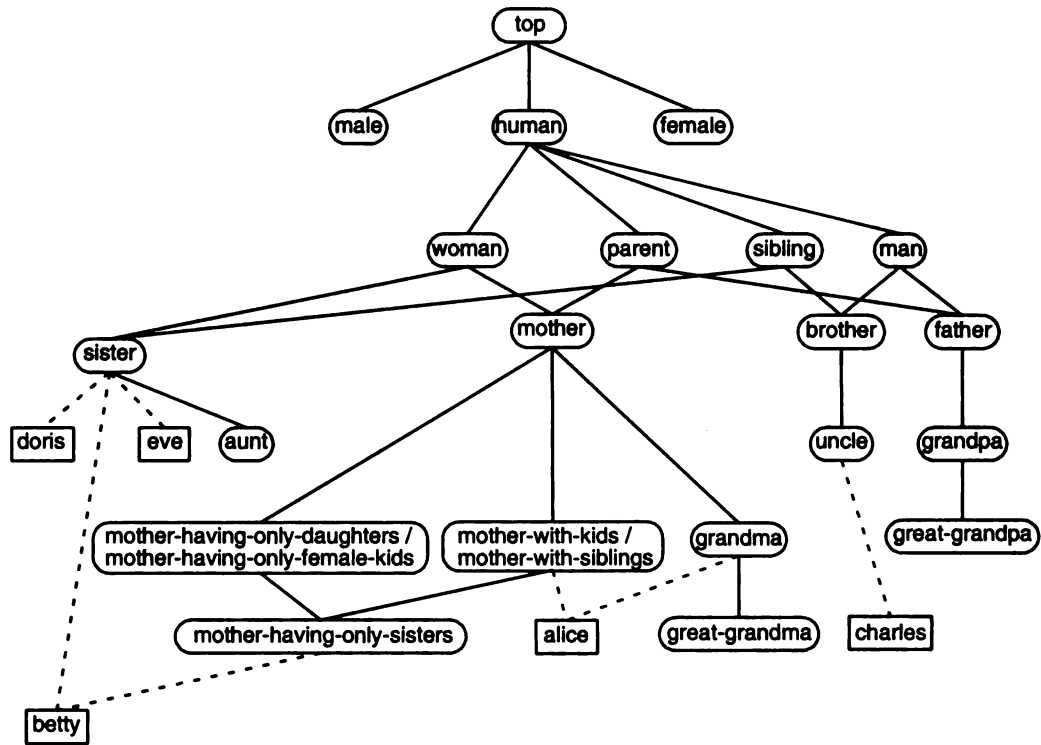 top
male
human
female
woman
parent
sibling
man
sister
mother
brother
father
doris
eve
aunt
uncle
grandpa
mother-having-only-daughters /
mother-having-only-female-kids
mother-with-kids /
mother-with-siblings
grandma
great-grandpa
mother-having-only-sisters
alice
great-grandma
charles
betty